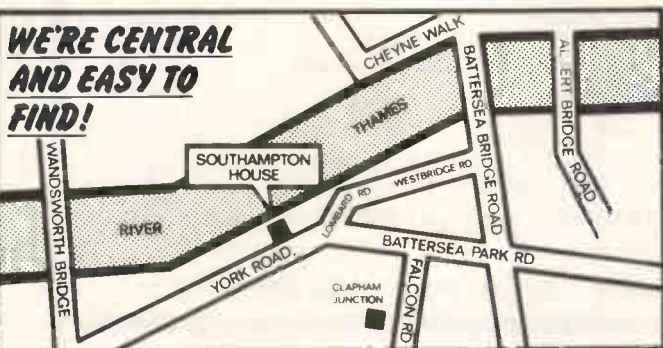 WE'RE CENTRAL
AND EASY TO
FIND!
CHEYNE WALK
BATTERSEA BRIDGE ROAD
ALBERT BRIDGE ROAD
THAMES
SOUTHAMPTON
HOUSE
WANDSWORTH BRIDGE
WESTBRIDGE RD
LOMBARD RD
RIVER
YORK ROAD.
BATTERSEA PARK RD
FALCON RD
CLAPHAM
JUNCTION